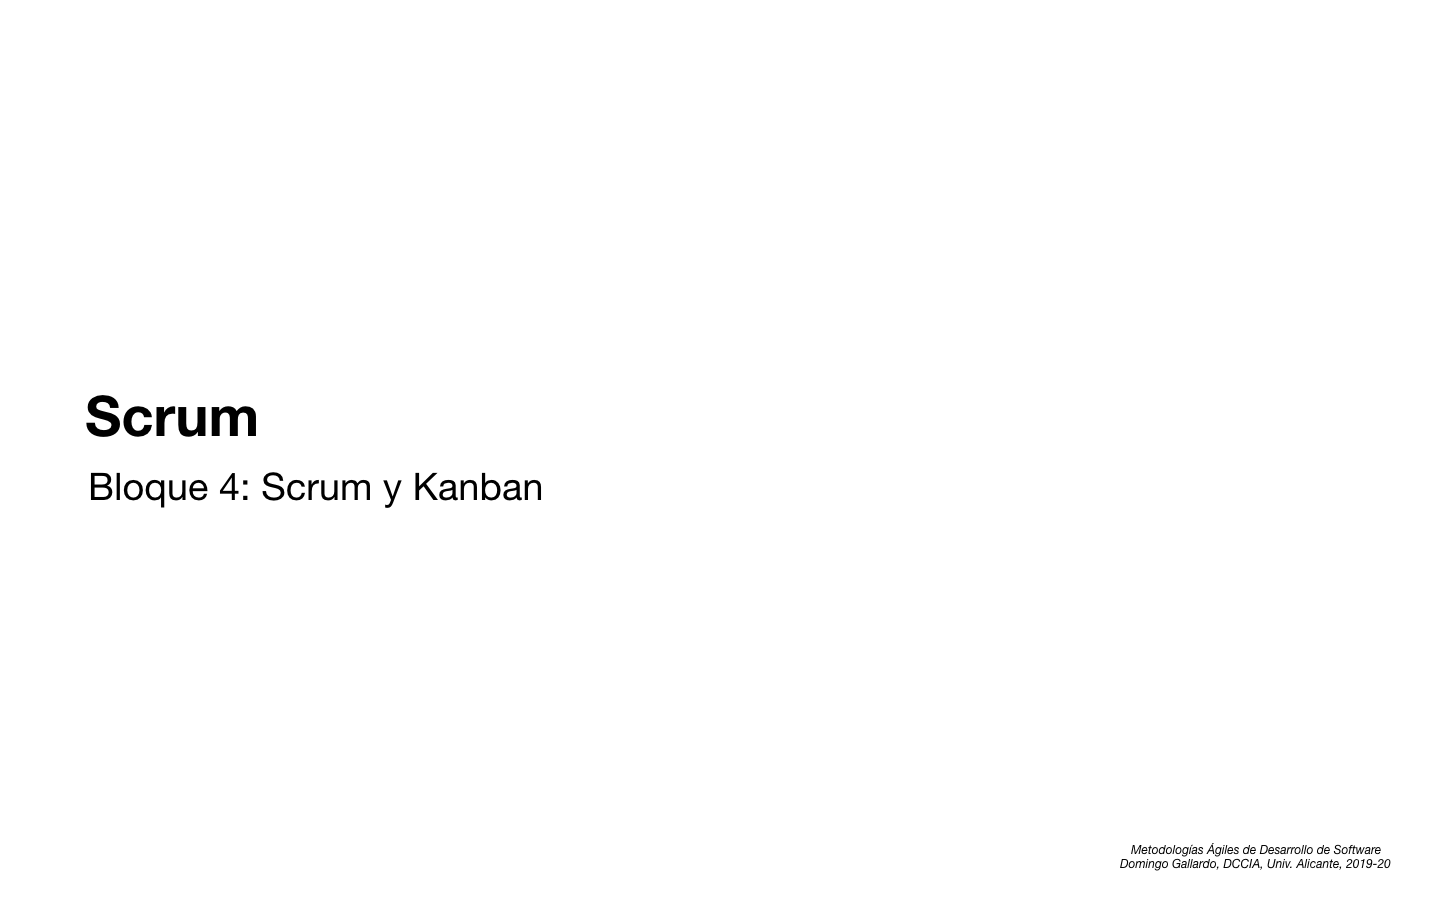 Scrum
Bloque 4: Scrum y Kanban
Metodologías Ágiles de Desarrollo de Software
Domingo Gallardo, DCCIA, Univ. Alicante, 2019-20